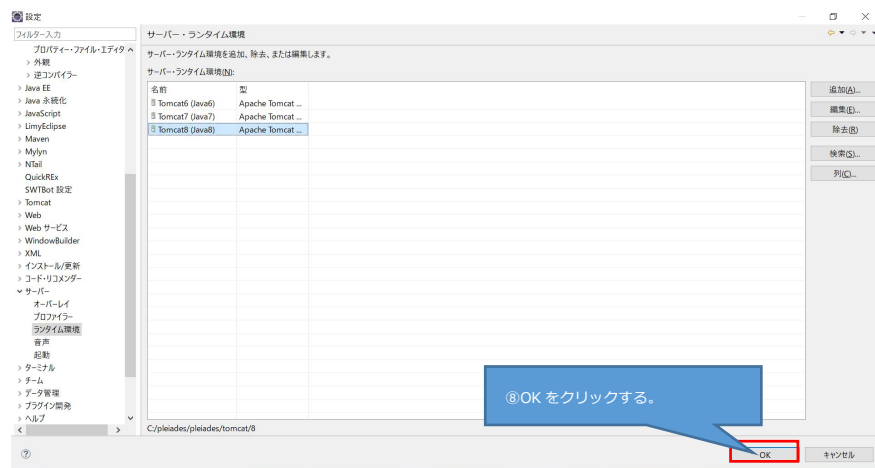 設定
フィルター入力
プロパティー・ファイル・エディタ
外観
逆コンパイラー
Java EE
Java 永続化
JavaScript
LimyEclipse
Maven
Mylyn
NTail
QuickREx
SWTBot 設定
Tomcat
Web
Web サービス
WindowBuilder
XML
インストール/更新
コード・リコメンダー
サーバー
オーバーレイ
プロファイラー
ランタイム環境
音声
起動
ターミナル
チーム
データ管理
プラグイン開発
ヘルプ
サーバー・ランタイム環境
サーバー・ランタイム環境を追加、除去、または編集します。
サーバー・ランタイム環境(N):
名前 型
Tomcat6 (Java6) Apache Tomcat ...
Tomcat7 (Java7) Apache Tomcat ...
Tomcat8 (Java8) Apache Tomcat ...
追加(A)...
編集(E)...
除去(R)
検索(S)...
列(C)...
⑧OK をクリックする。
C:/pleiades/pleiades/tomcat/8
OK キャンセル